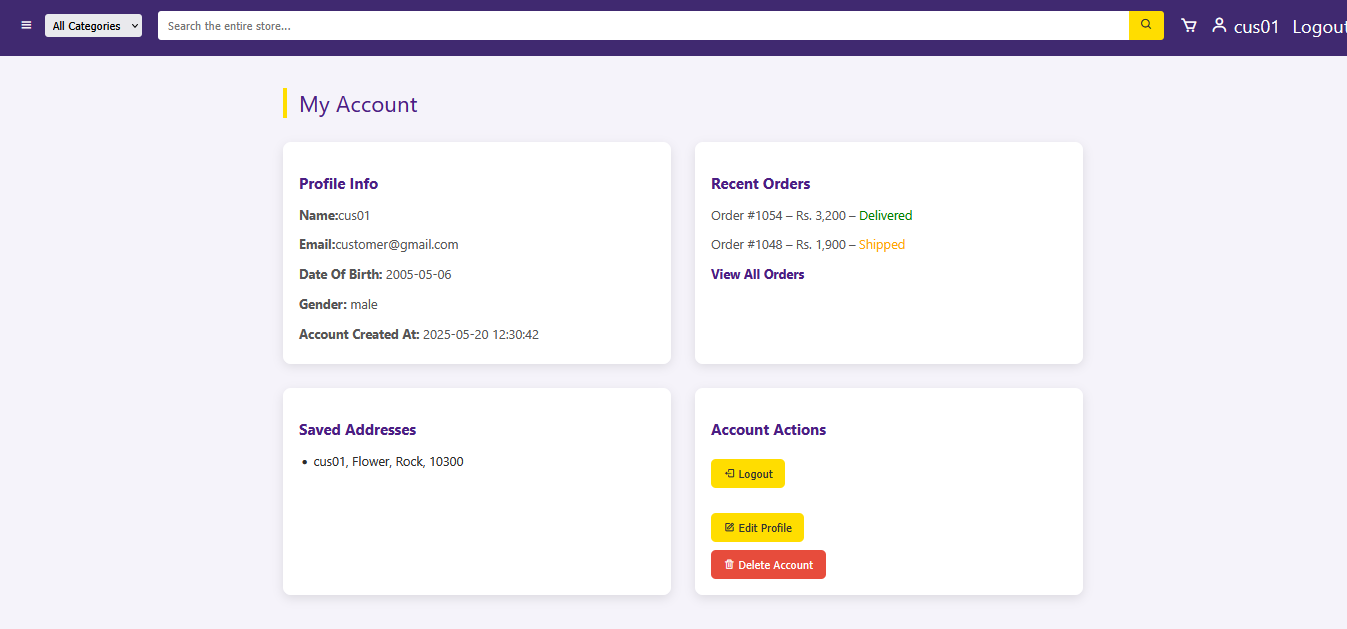 All Categories
Search the entire store...
cus01
Logout
My Account
Profile Info
Name:cus01
Email:customer@gmail.com
Date Of Birth: 2005-05-06
Gender: male
Account Created At: 2025-05-20 12:30:42
Recent Orders
Order #1054 – Rs. 3,200 – Delivered
Order #1048 – Rs. 1,900 – Shipped
View All Orders
Saved Addresses
• cus01, Flower, Rock, 10300
Account Actions
Logout
Edit Profile
Delete Account